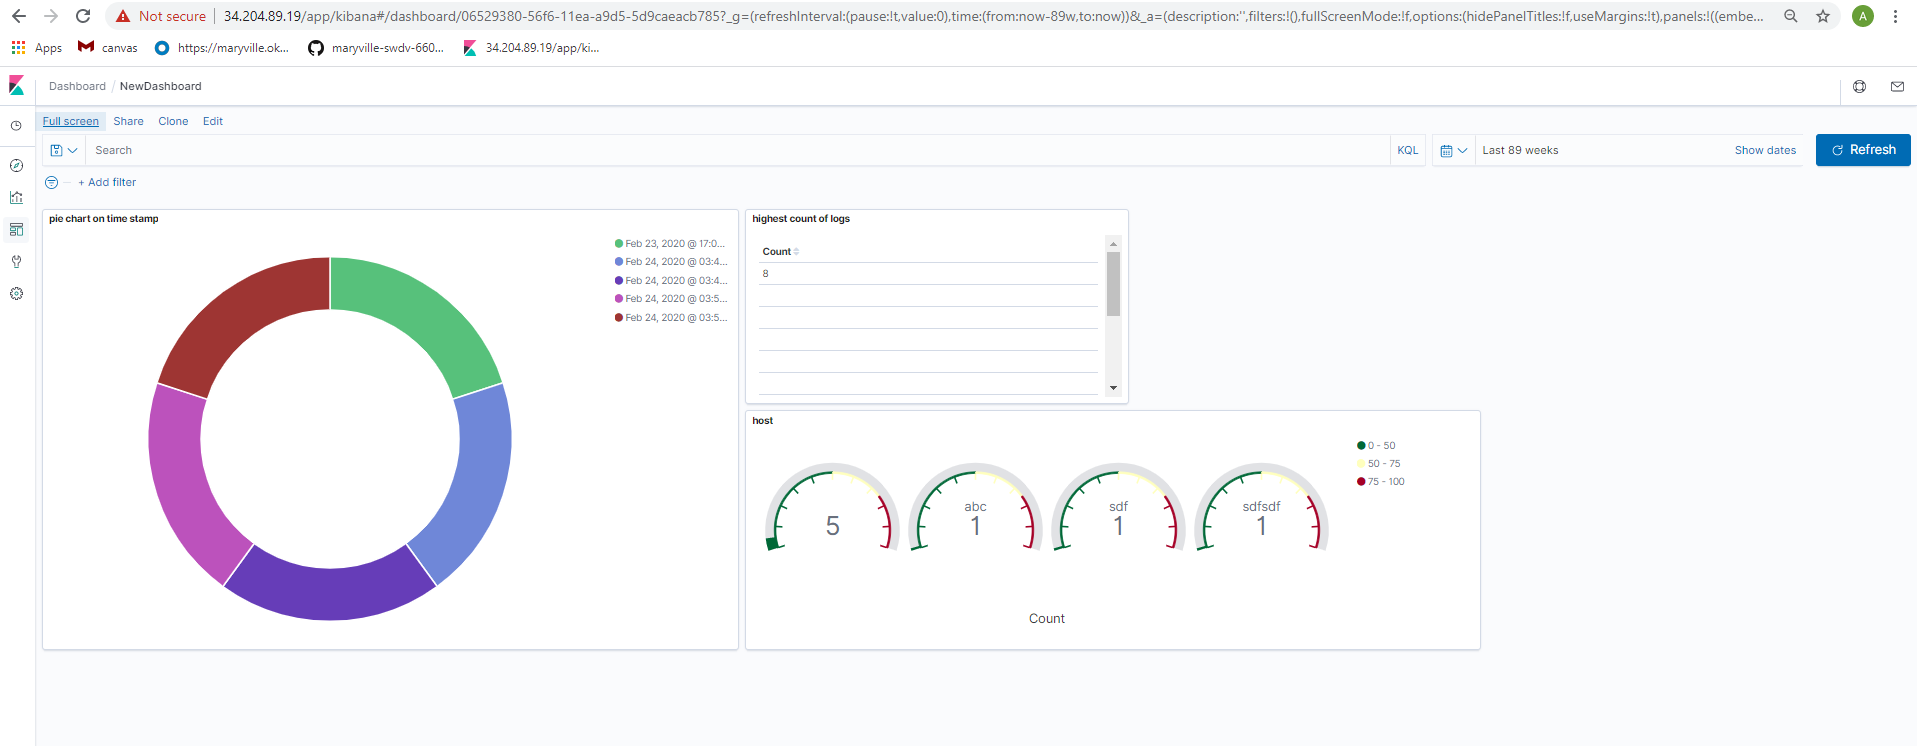 Not secure | 34.204.89.19/app/kibana#/dashboard/06529380-56f6-11ea-a9d5-5d9caeacb785?_g=(refreshInterval:(pause:!t,value:0),time:(from:now-89w,to:now))&_a=(description:'',filters:!(),fullScreenMode:!f,options:(hidePanelTitles:!f,useMargins:!t),panels:!((embe...
A
Apps canvas https://maryville.ok... maryville-swdv-660... 34.204.89.19/app/ki...
Dashboard / NewDashboard
Full screen Share Clone Edit
Search KQL Last 89 weeks Show dates Refresh
+ Add filter
pie chart on time stamp
Feb 23, 2020 @ 17:0...
Feb 24, 2020 @ 03:4...
Feb 24, 2020 @ 03:4...
Feb 24, 2020 @ 03:5...
Feb 24, 2020 @ 03:5...
highest count of logs
Count
8
host
0 - 50
50 - 75
75 - 100
5
abc
1
sdf
1
sdfsdf
1
Count